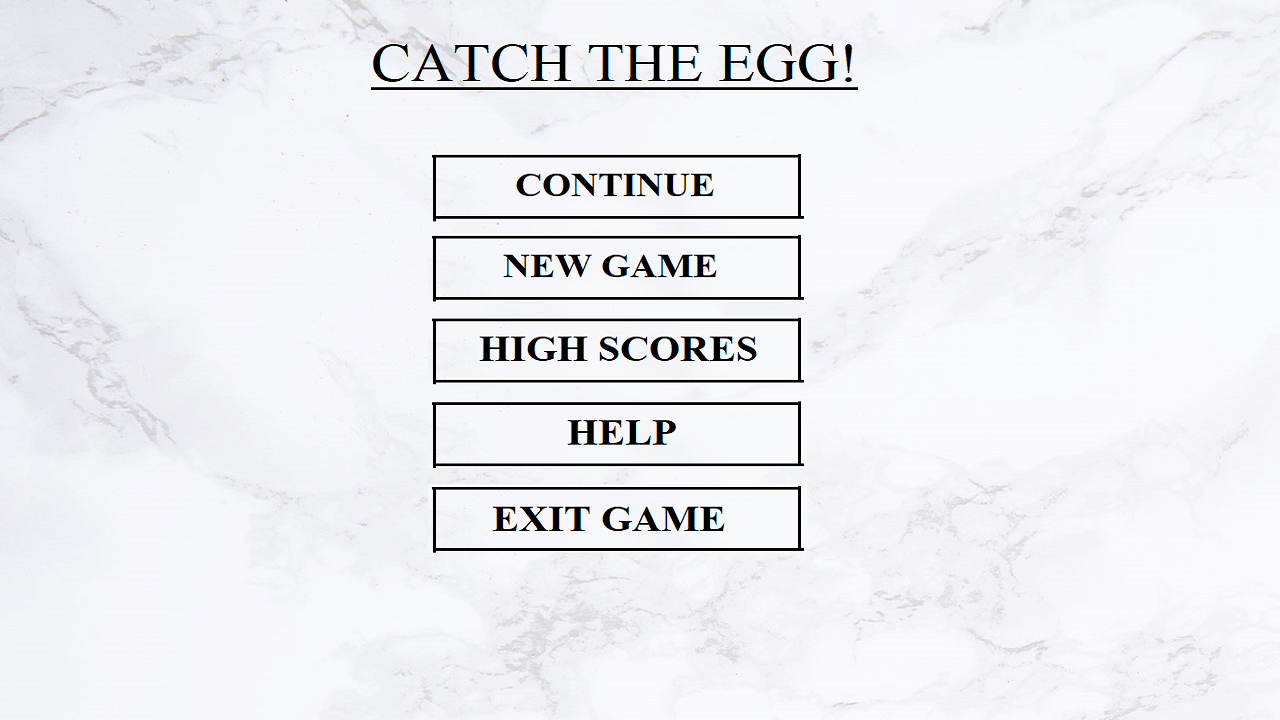 CATCH THE EGG!
CONTINUE
NEW GAME
HIGH SCORES
HELP
EXIT GAME